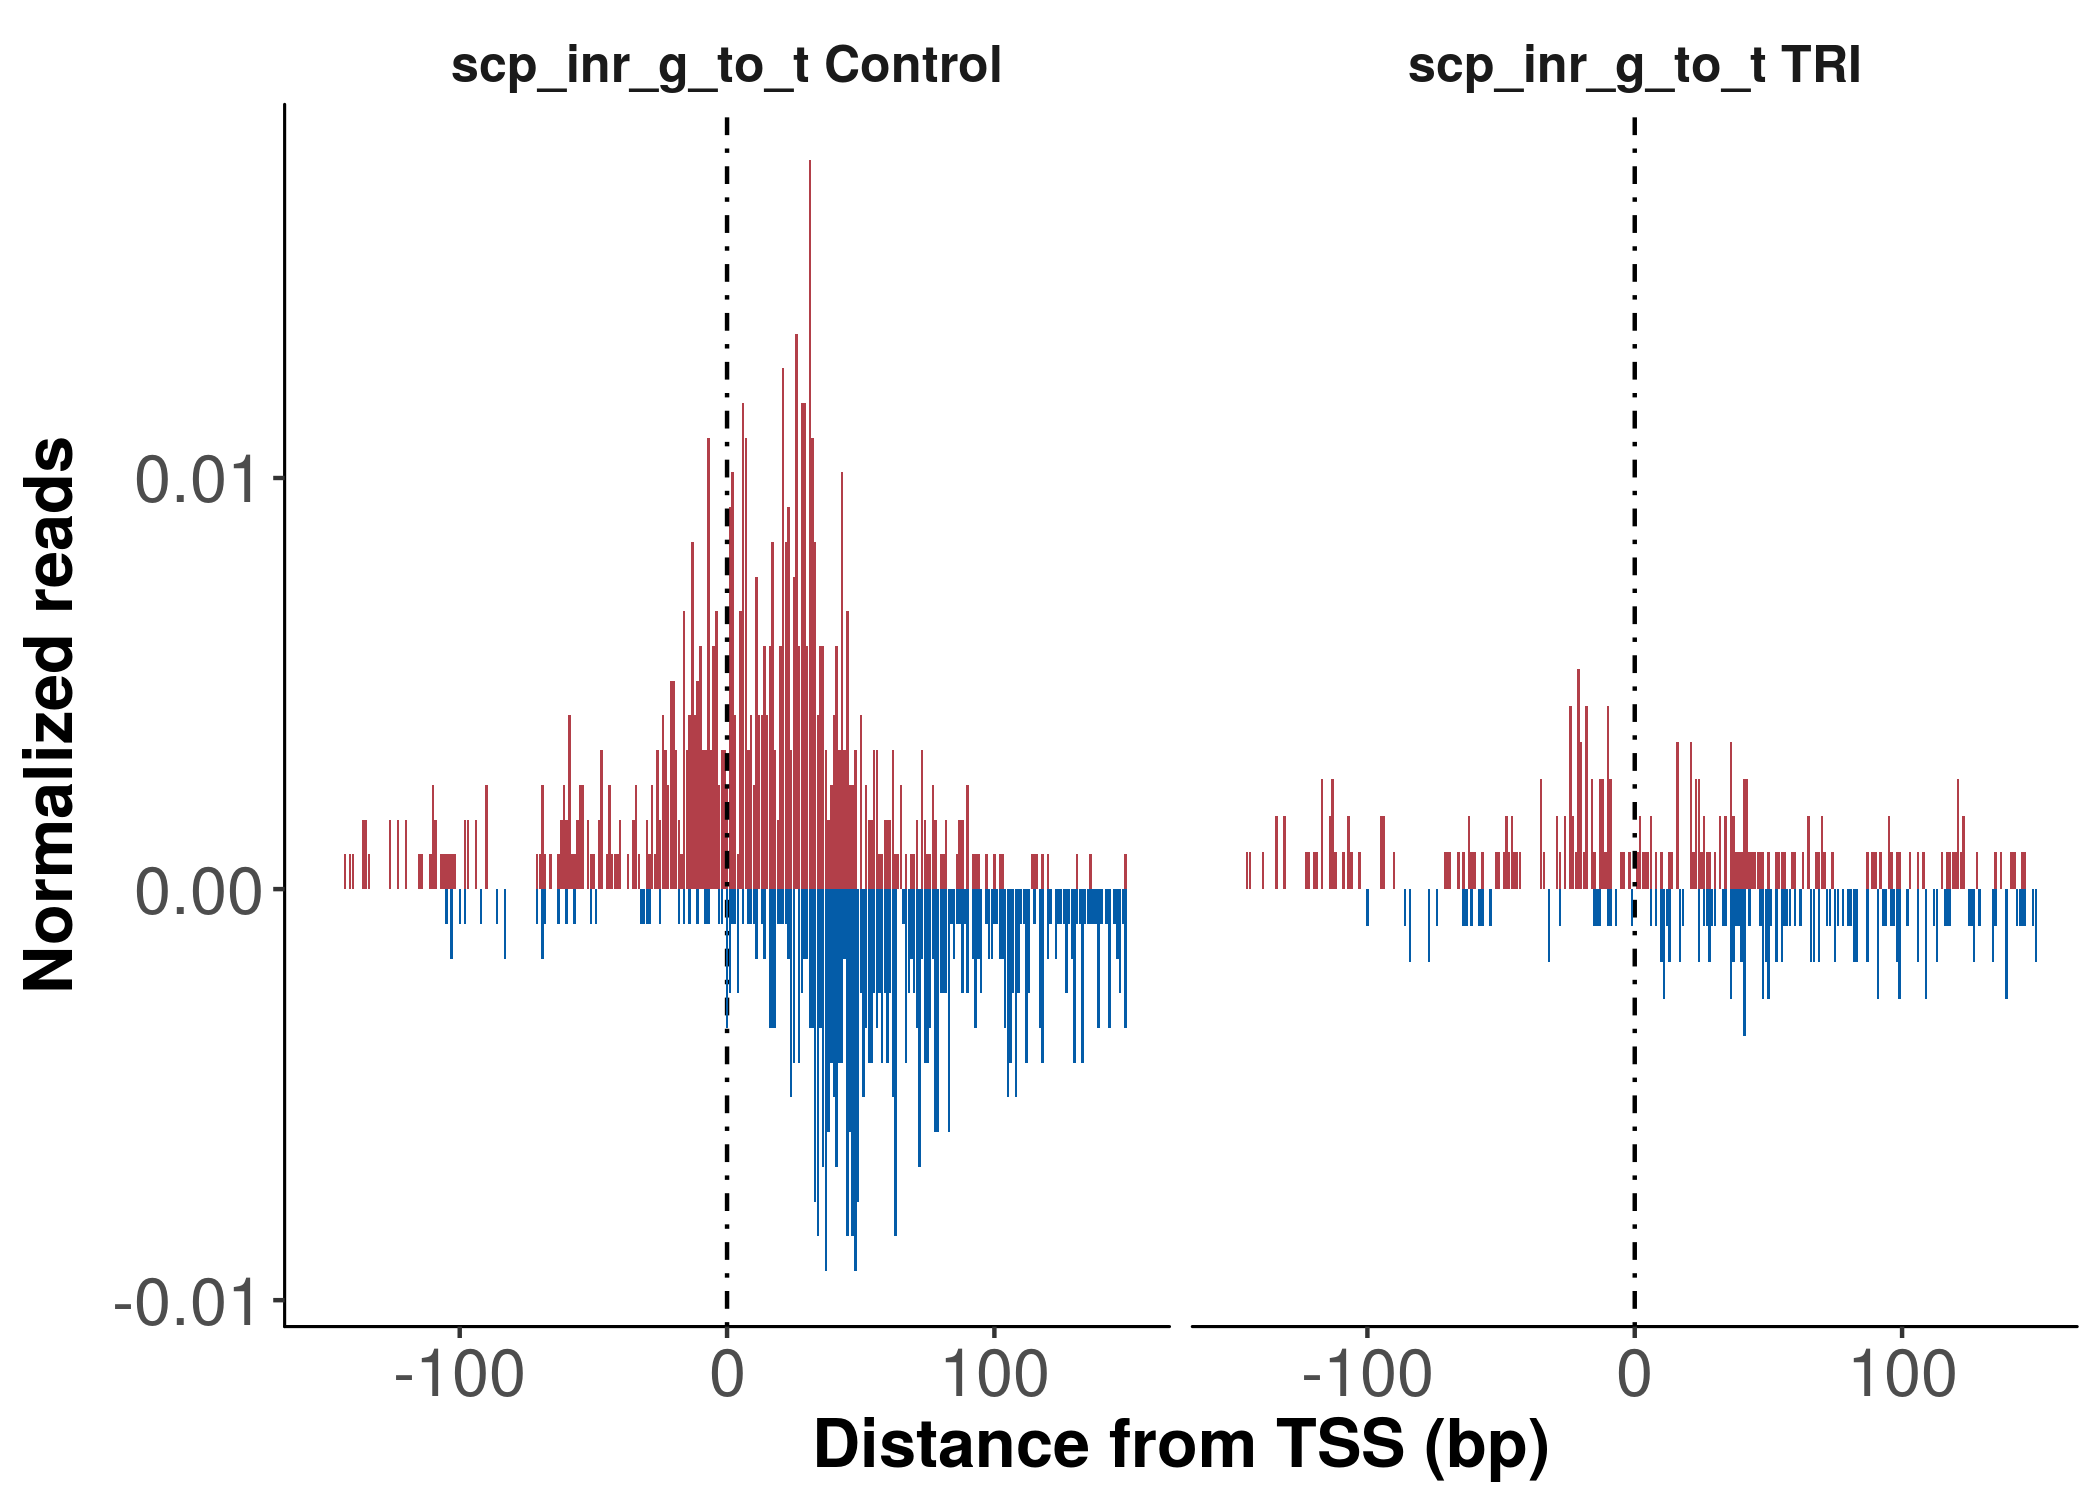 scp_inr_g_to_t Control
scp_inr_g_to_t TRI
Normalized reads
0.01
0.00
-0.01
-100
0
100
-100
0
100
Distance from TSS (bp)